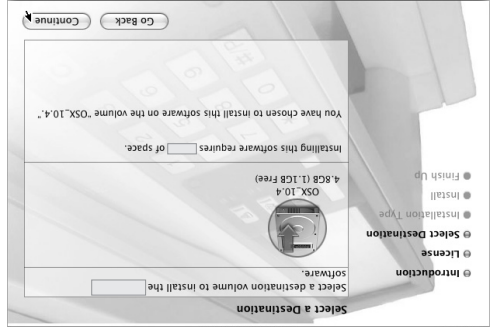 Introduction
License
Select Destination
Installation Type
Install
Finish Up
Select a Destination
Select a destination volume to install the
software.
OSX_10.4
4.8GB (1.1GB Free)
Installing this software requires of space.
You have chosen to install this software on the volume "OSX_10.4."
Go Back
Continue